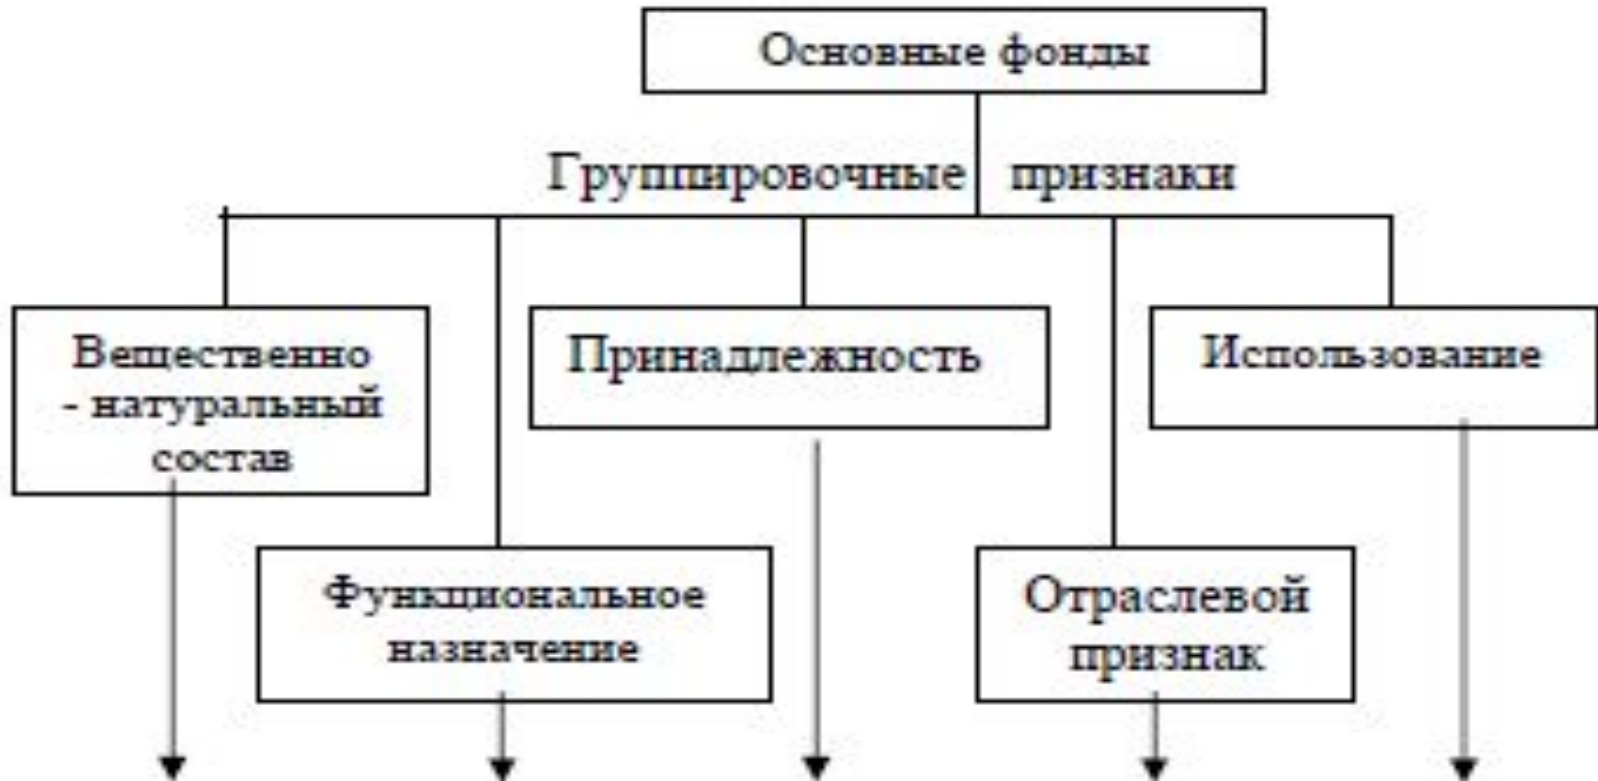 Основные фонды
Группировочные признаки
Вещественно
- натуральный
состав
Принадлежность
Использование
Функциональное
назначение
Отраслевой
признак